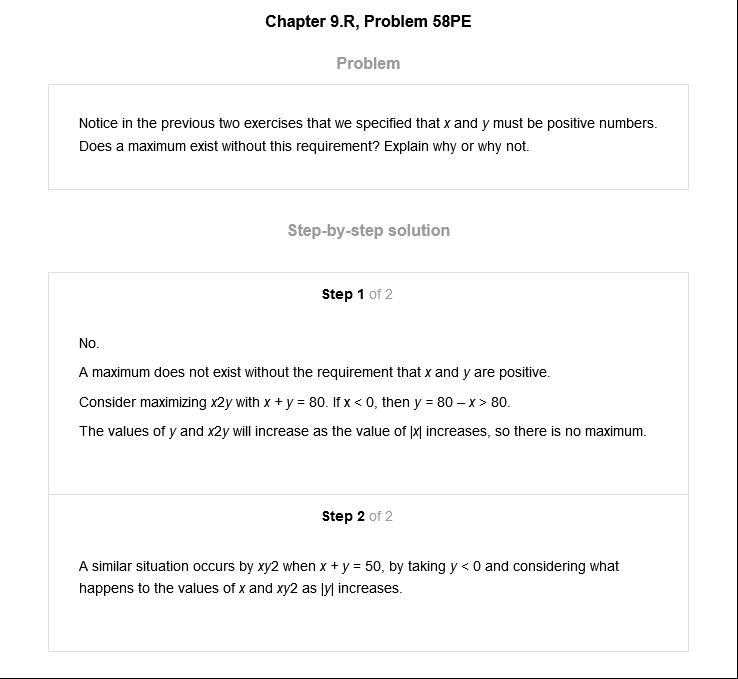 Chapter 9.R, Problem 58PE
Problem
Notice in the previous two exercises that we specified that x and y must be positive numbers.
Does a maximum exist without this requirement? Explain why or why not.
Step-by-step solution
Step 1 of 2
No.
A maximum does not exist without the requirement that x and y are positive.
Consider maximizing x2y with x + y = 80. If x < 0, then y = 80 – x > 80.
The values of y and x2y will increase as the value of |x| increases, so there is no maximum.
Step 2 of 2
A similar situation occurs by xy2 when x + y = 50, by taking y < 0 and considering what
happens to the values of x and xy2 as |y| increases.